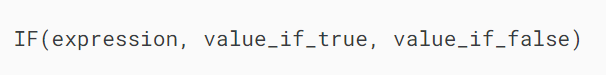 IF(expression, value_if_true, value_if_false)